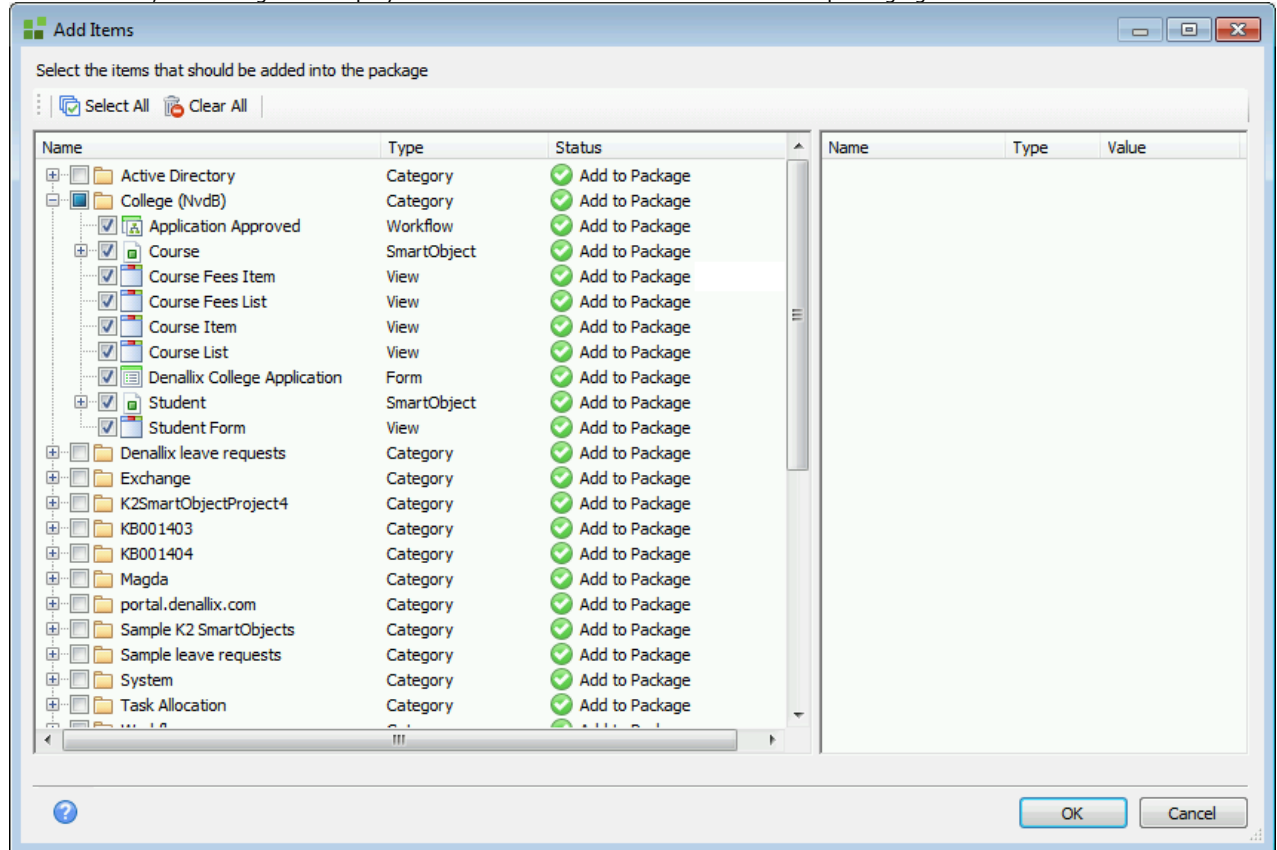 Add Items
Select the items that should be added into the package
Select All Clear All
Name Type Status Name Type Value
Active Directory Category Add to Package
College (NvdB) Category Add to Package
Application Approved Workflow Add to Package
Course SmartObject Add to Package
Course Fees Item View Add to Package
Course Fees List View Add to Package
Course Item View Add to Package
Course List View Add to Package
Denallix College Application Form Add to Package
Student SmartObject Add to Package
Student Form View Add to Package
Denallix leave requests Category Add to Package
Exchange Category Add to Package
K2SmartObjectProject4 Category Add to Package
KB001403 Category Add to Package
KB001404 Category Add to Package
Magda Category Add to Package
portal.denallix.com Category Add to Package
Sample K2 SmartObjects Category Add to Package
Sample leave requests Category Add to Package
System Category Add to Package
Task Allocation Category Add to Package
OK Cancel